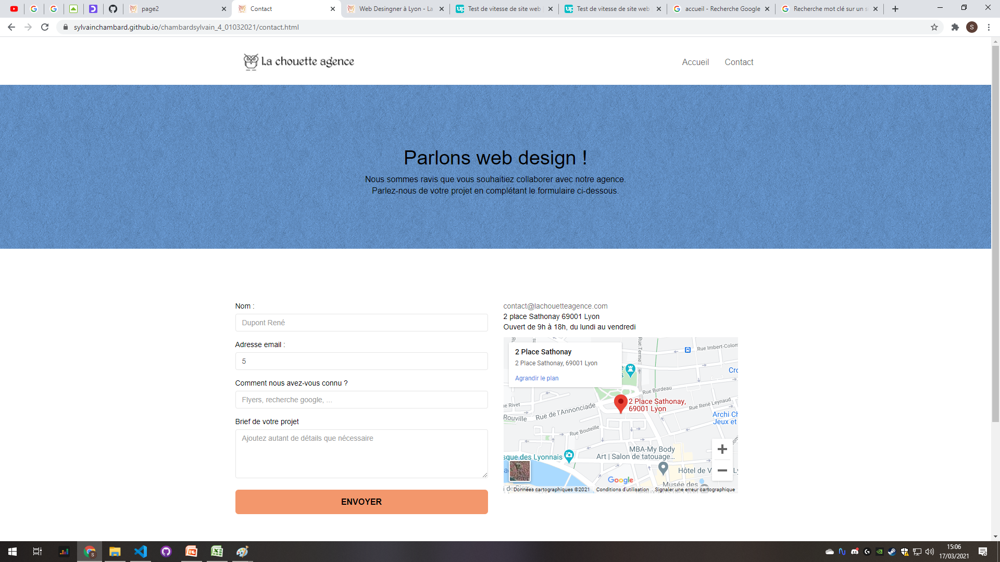 page2
Contact
Web Desingner à Lyon - La
Test de vitesse de site web
Test de vitesse de site web
accueil - Recherche Google
Recherche mot clé sur un s
sylvainchambard.github.io/chambardsylvain_4_01032021/contact.html
S
La chouette agence
Accueil
Contact
Parlons web design !
Nous sommes ravis que vous souhaitiez collaborer avec notre agence.
Parlez-nous de votre projet en complétant le formulaire ci-dessous.
Nom :
Dupont René
Adresse email :
5
Comment nous avez-vous connu ?
Flyers, recherche google, ...
Brief de votre projet
Ajoutez autant de détails que nécessaire
ENVOYER
contact@lachouetteagence.com
2 place Sathonay 69001 Lyon
Ouvert de 9h à 18h, du lundi au vendredi
2 Place Sathonay
2 Place Sathonay, 69001 Lyon
Agrandir le plan
Rue Terme
Rue Imbert-Colom
Cro
Rue Burdeau
2 Place Sathonay,
69001 Lyon
Rue René Leynaud
ue Rivet
Rouville
Rue de l'Annonciade
Archi Ch
Jeux et
Rue Bouteille
MBA-My Body
Art | Salon de tatouage...
sque des Lyonnais
Hôtel de V
Ly
Musée des
Google
Données cartographiques ©2021
Conditions d'utilisation
Signaler une erreur cartographique
15:06
17/03/2021